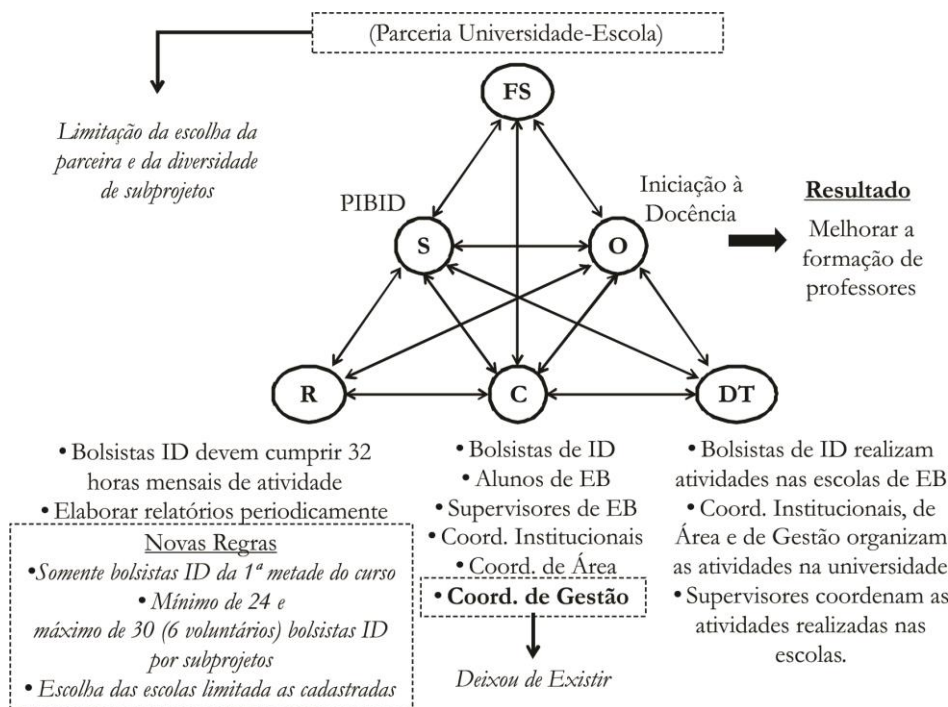 (Parceria Universidade-Escola)
FS
Limitação da escolha da
parceira e da diversidade
de subprojetos
PIBID
Iniciação à
Docência
Resultado
Melhorar a
formação de
professores
S
O
R
C
DT
• Bolsistas ID devem cumprir 32
horas mensais de atividade
• Elaborar relatórios periodicamente
Novas Regras
• Somente bolsistas ID da 1ª metade do curso
• Mínimo de 24 e
máximo de 30 (6 voluntários) bolsistas ID
por subprojetos
• Escolha das escolas limitada as cadastradas
• Bolsistas de ID
• Alunos de EB
• Supervisores de EB
• Coord. Institucionais
• Coord. de Área
• Coord. de Gestão
Deixou de Existir
• Bolsistas de ID realizam
atividades nas escolas de EB
• Coord. Institucionais, de
Área e de Gestão organizam
as atividades na universidade
• Supervisores coordenam as
atividades realizadas nas
escolas.